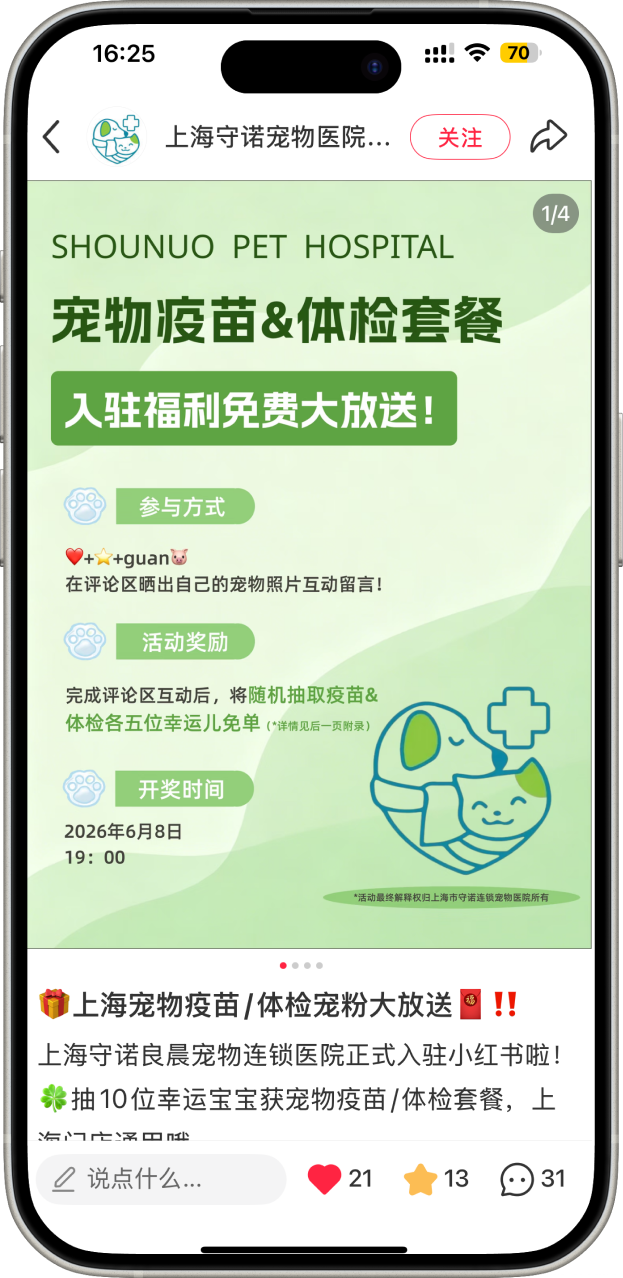 16:25
70
上海守诺宠物医院...
关注
1/4
SHOUNUO PET HOSPITAL
宠物疫苗&体检套餐
入驻福利免费大放送！
参与方式
❤️+⭐+guan🐷
在评论区晒出自己的宠物照片互动留言！
活动奖励
完成评论区互动后，将随机抽取疫苗&
体检各五位幸运儿免单（*详情见后一页附录）
开奖时间
2026年6月8日
19：00
*活动最终解释权归上海市守诺连锁宠物医院所有
🎁上海宠物疫苗/体检宠粉大放送🧧‼️
上海守诺良晨宠物连锁医院正式入驻小红书啦！
🍀抽10位幸运宝宝获宠物疫苗/体检套餐，上
海门店通用哦
说点什么...
21
13
31